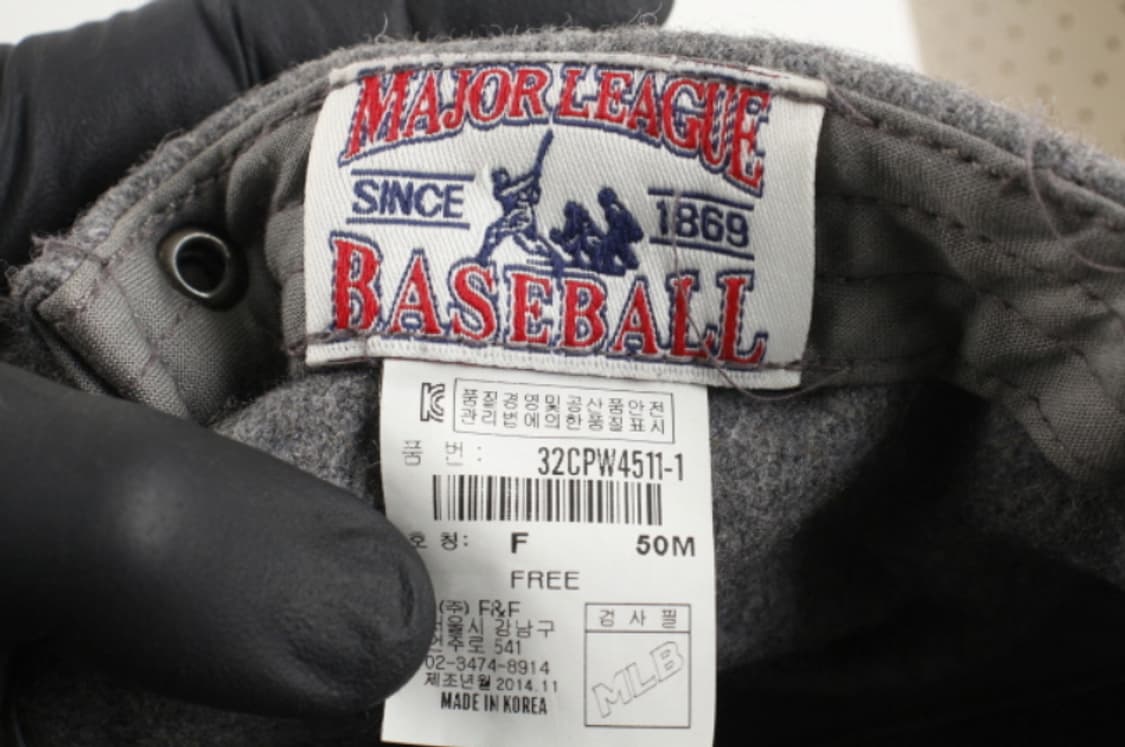 MAJOR LEAGUE
SINCE 1869
BASEBALL
품질경영및공산품안전
관리법에의한품질표시
품 번: 32CPW4511-1
호칭: F 50M
FREE
(주) F&F
서울시 강남구
언주로 541
02-3474-8914
제조년월 2014.11
MADE IN KOREA
검사필
MLB